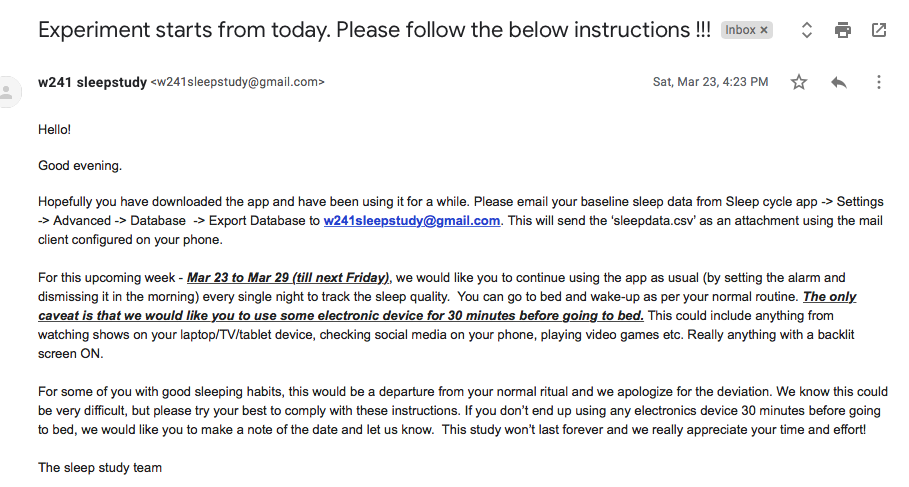 Experiment starts from today. Please follow the below instructions !!! Inbox ×
w241 sleepstudy <w241sleepstudy@gmail.com> Sat, Mar 23, 4:23 PM
Hello!
Good evening.
Hopefully you have downloaded the app and have been using it for a while. Please email your baseline sleep data from Sleep cycle app -> Settings
-> Advanced -> Database  -> Export Database to w241sleepstudy@gmail.com. This will send the ‘sleepdata.csv’ as an attachment using the mail
client configured on your phone.
For this upcoming week - Mar 23 to Mar 29 (till next Friday), we would like you to continue using the app as usual (by setting the alarm and
dismissing it in the morning) every single night to track the sleep quality.  You can go to bed and wake-up as per your normal routine. The only
caveat is that we would like you to use some electronic device for 30 minutes before going to bed. This could include anything from
watching shows on your laptop/TV/tablet device, checking social media on your phone, playing video games etc. Really anything with a backlit
screen ON.
For some of you with good sleeping habits, this would be a departure from your normal ritual and we apologize for the deviation. We know this could
be very difficult, but please try your best to comply with these instructions. If you don’t end up using any electronics device 30 minutes before going
to bed, we would like you to make a note of the date and let us know.  This study won’t last forever and we really appreciate your time and effort!
The sleep study team